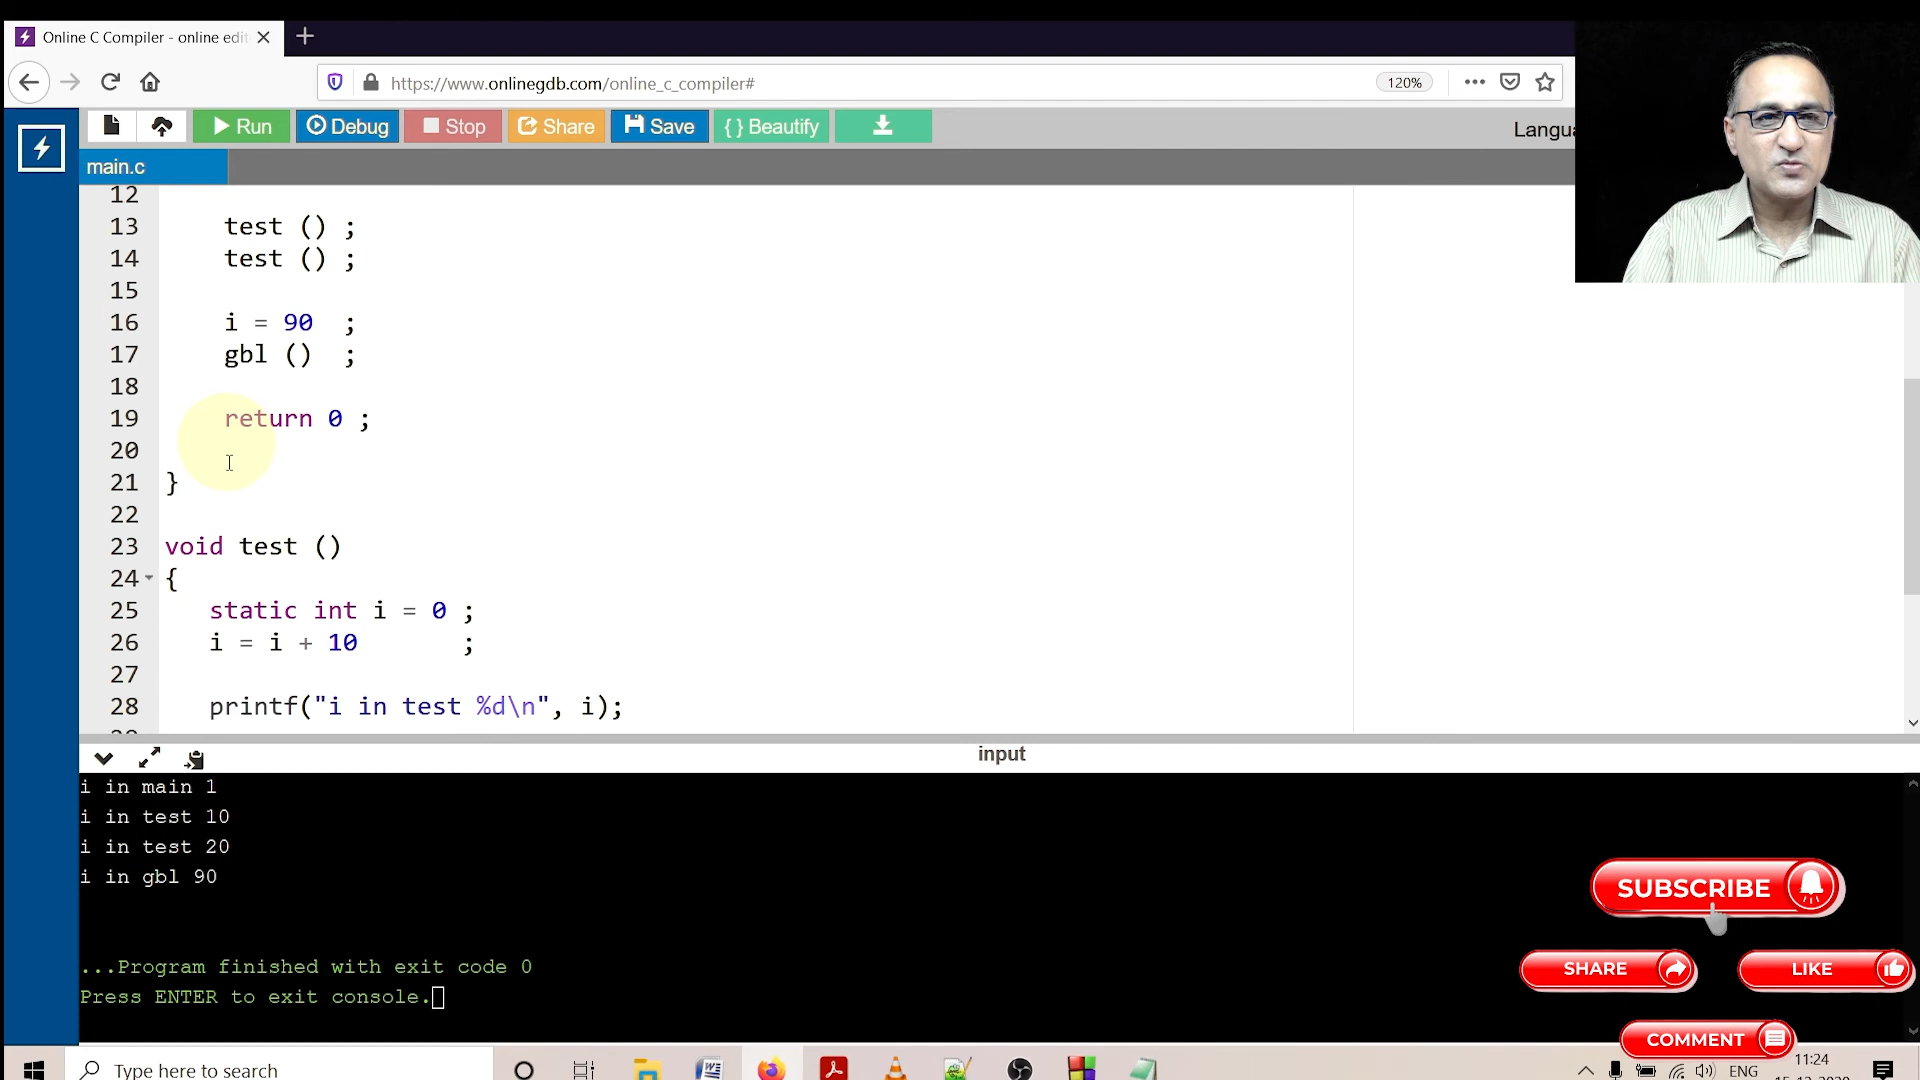 Online C Compiler - online edit
https://www.onlinegdb.com/online_c_compiler#
120%
Run
Debug
Stop
Share
Save
{ } Beautify
Langu
main.c
12
13 test () ;
14 test () ;
15
16 i = 90 ;
17 gbl () ;
18
19 return 0 ;
20
21 }
22
23 void test ()
24 {
25 static int i = 0 ;
26 i = i + 10 ;
27
28 printf("i in test %d\n", i);
input
i in main 1
i in test 10
i in test 20
i in gbl 90
...Program finished with exit code 0
Press ENTER to exit console.
SUBSCRIBE
SHARE
LIKE
COMMENT
Type here to search
ENG
11:24